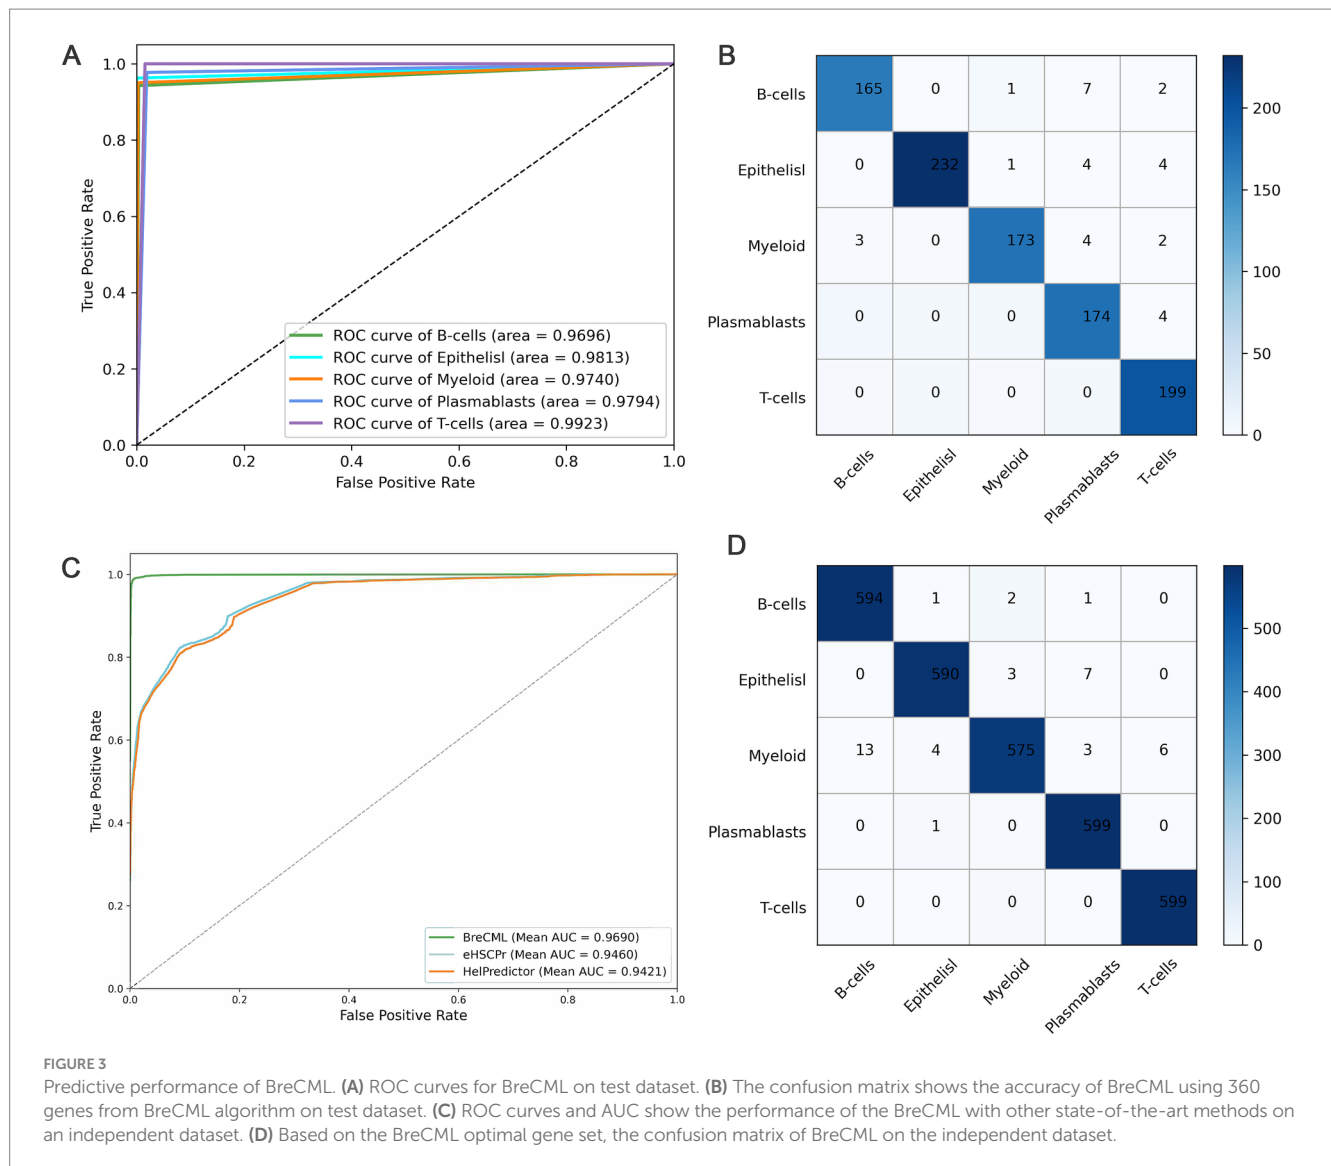 A
1.0
0.8
0.6
0.4
0.2
0.0
0.0 0.2 0.4 0.6 0.8 1.0
True Positive Rate
False Positive Rate
ROC curve of B-cells (area = 0.9696)
ROC curve of Epithelisl (area = 0.9813)
ROC curve of Myeloid (area = 0.9740)
ROC curve of Plasmablasts (area = 0.9794)
ROC curve of T-cells (area = 0.9923)
B
B-cells 165 0 1 7 2
Epithelisl 0 232 1 4 4
Myeloid 3 0 173 4 2
Plasmablasts 0 0 0 174 4
T-cells 0 0 0 0 199
B-cells Epithelisl Myeloid Plasmablasts T-cells
200
150
100
50
0
C
1.0
0.8
0.6
0.4
0.2
0.0
0.0 0.2 0.4 0.6 0.8 1.0
True Positive Rate
False Positive Rate
BreCML (Mean AUC = 0.9690)
eHSCPr (Mean AUC = 0.9460)
HelPredictor (Mean AUC = 0.9421)
D
B-cells 594 1 2 1 0
Epithelisl 0 590 3 7 0
Myeloid 13 4 575 3 6
Plasmablasts 0 1 0 599 0
T-cells 0 0 0 0 599
B-cells Epithelisl Myeloid Plasmablasts T-cells
500
400
300
200
100
0
FIGURE 3
Predictive performance of BreCML. (A) ROC curves for BreCML on test dataset. (B) The confusion matrix shows the accuracy of BreCML using 360
genes from BreCML algorithm on test dataset. (C) ROC curves and AUC show the performance of the BreCML with other state-of-the-art methods on
an independent dataset. (D) Based on the BreCML optimal gene set, the confusion matrix of BreCML on the independent dataset.